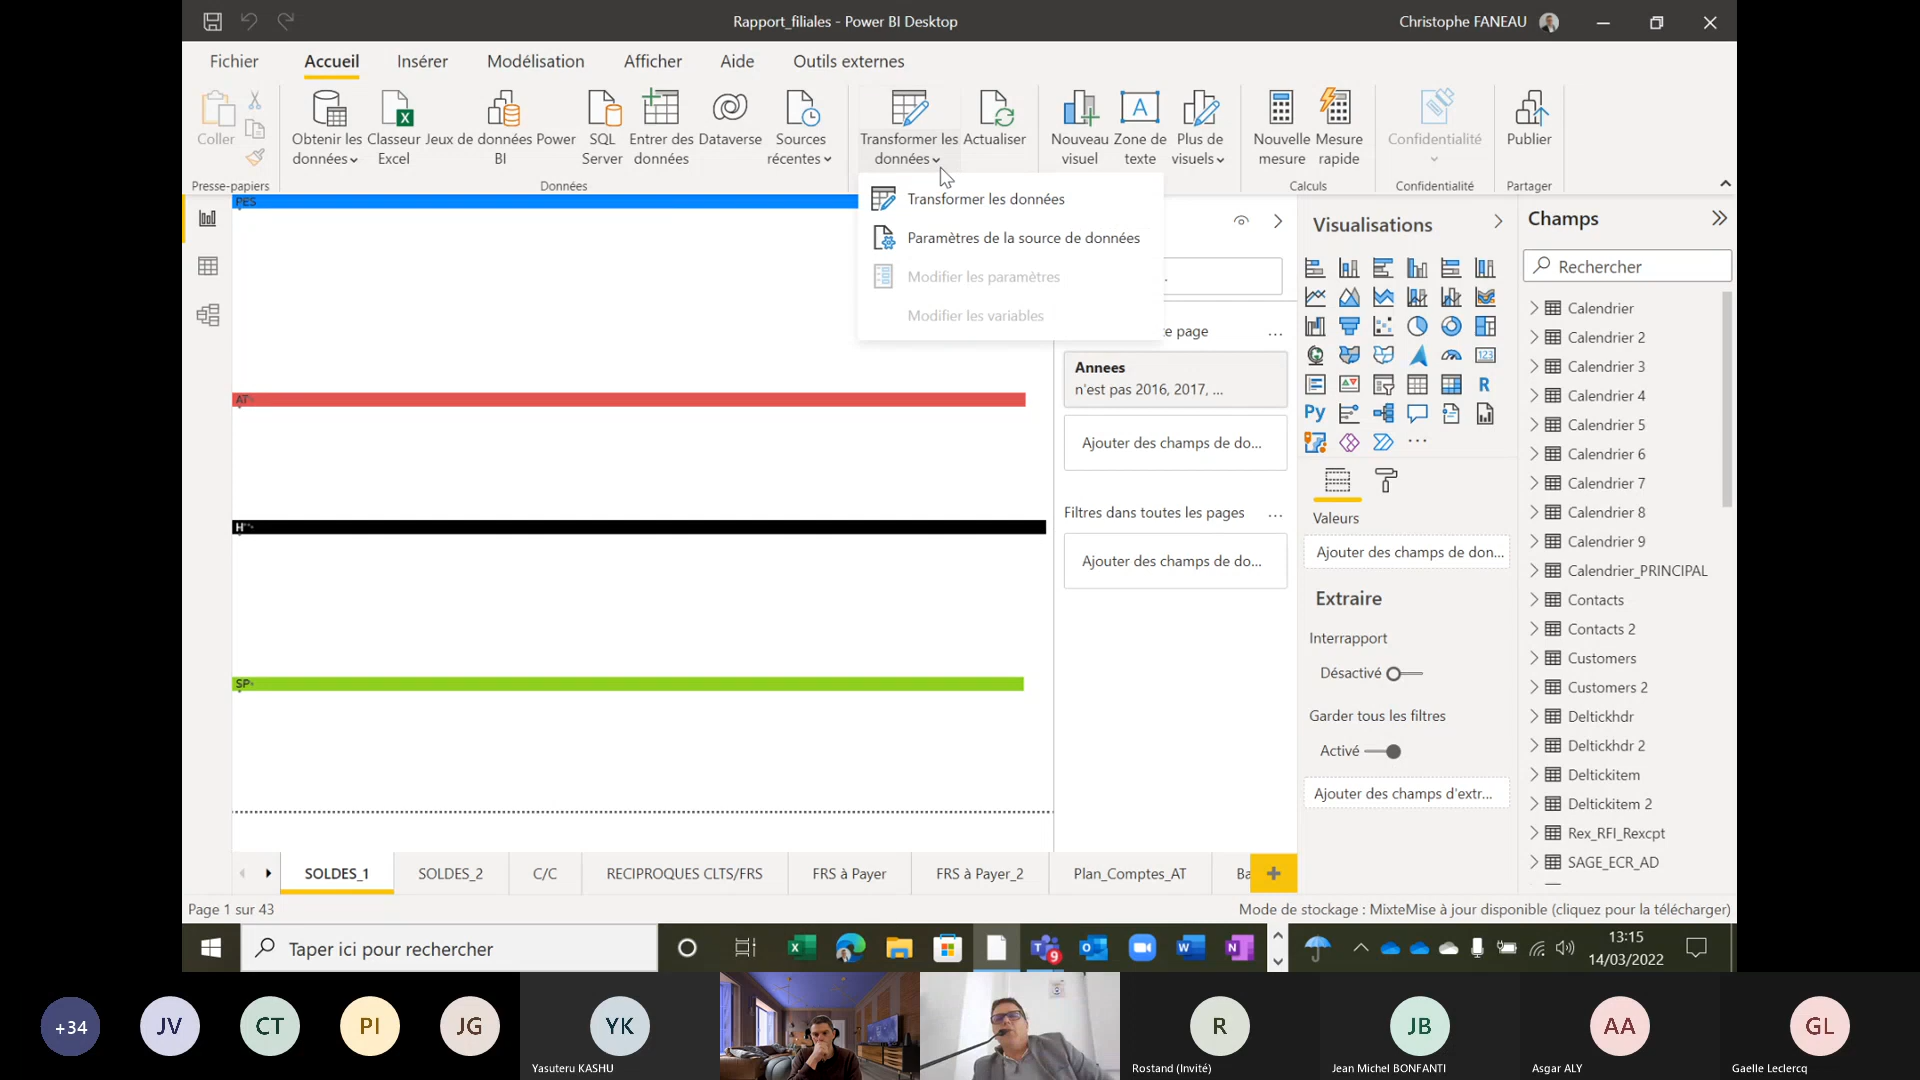 Rapport_filiales - Power BI Desktop
Christophe FANEAU
Fichier
Accueil
Insérer
Modélisation
Afficher
Aide
Outils externes
Coller
Obtenir les données
Classeur Excel
Jeux de données Power BI
SQL Server
Entrer des données
Dataverse
Sources récentes
Transformer les données
Actualiser
Nouveau visuel
Zone de texte
Plus de visuels
Nouvelle mesure
Mesure rapide
Confidentialité
Publier
Presse-papiers
Données
Calculs
Confidentialité
Partager
Transformer les données
Paramètres de la source de données
Modifier les paramètres
Modifier les variables
PES
AT
H
SP
te page
...
Annees
n'est pas 2016, 2017, ...
Ajouter des champs de do...
Filtres dans toutes les pages
...
Ajouter des champs de do...
Visualisations
123
R
Py
...
Valeurs
Ajouter des champs de don...
Extraire
Interrapport
Désactivé
Garder tous les filtres
Activé
Ajouter des champs d'extr...
Champs
Rechercher
Calendrier
Calendrier 2
Calendrier 3
Calendrier 4
Calendrier 5
Calendrier 6
Calendrier 7
Calendrier 8
Calendrier 9
Calendrier_PRINCIPAL
Contacts
Contacts 2
Customers
Customers 2
Deltickhdr
Deltickhdr 2
Deltickitem
Deltickitem 2
Rex_RFI_Rexcpt
SAGE_ECR_AD
SOLDES_1
SOLDES_2
C/C
RECIPROQUES CLTS/FRS
FRS à Payer
FRS à Payer_2
Plan_Comptes_AT
Ba
Page 1 sur 43
Mode de stockage : MixteMise à jour disponible (cliquez pour la télécharger)
Taper ici pour rechercher
9
13:15
14/03/2022
+34
JV
CT
PI
JG
YK
Yasuteru KASHU
R
Rostand (Invité)
JB
Jean Michel BONFANTI
AA
Asgar ALY
GL
Gaelle Leclercq